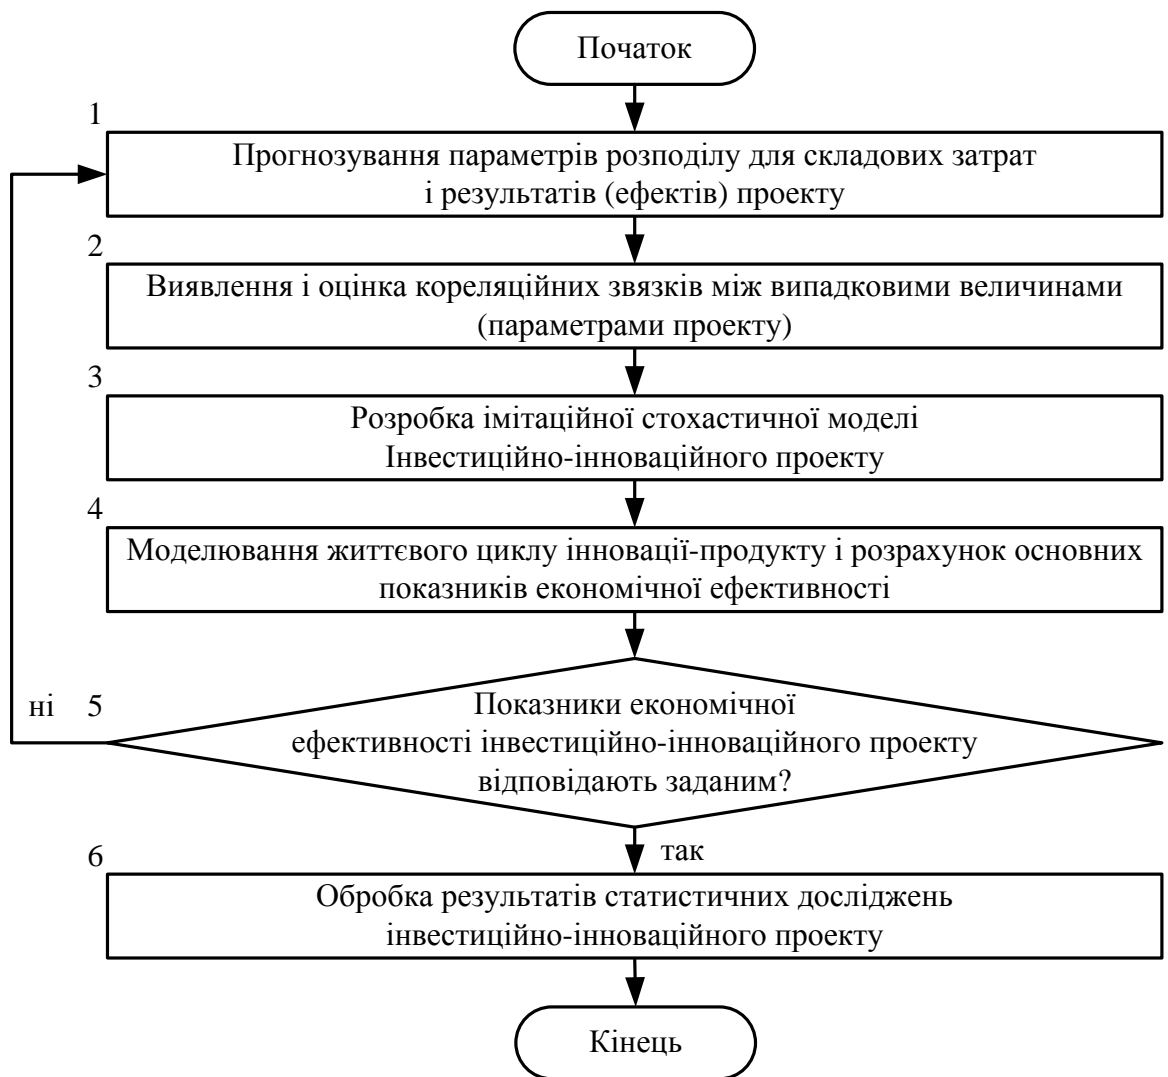 Початок
1
Прогнозування параметрів розподілу для складових затрат
і результатів (ефектів) проекту
2
Виявлення і оцінка кореляційних звязків між випадковими величинами
(параметрами проекту)
3
Розробка імітаційної стохастичної моделі
Інвестиційно-інноваційного проекту
4
Моделювання життєвого циклу інновації-продукту і розрахунок основних
показників економічної ефективності
ні 5
Показники економічної
ефективності інвестиційно-інноваційного проекту
відповідають заданим?
так
6
Обробка результатів статистичних досліджень
інвестиційно-інноваційного проекту
Кінець